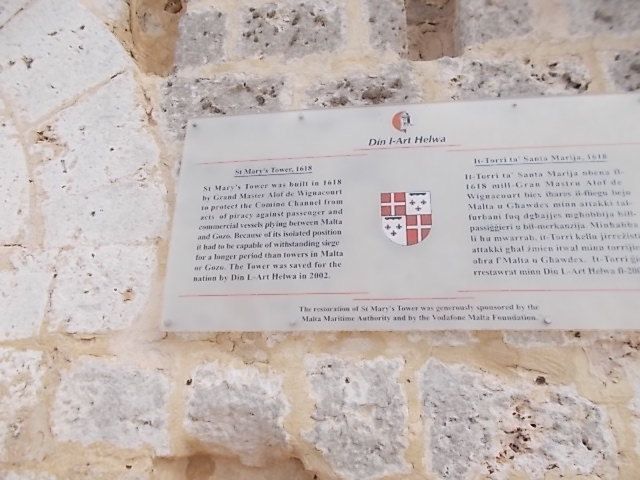 Din l-Art Helwa
St Mary's Tower, 1618
St Mary's Tower was built in 1618
by Grand Master Alof de Wignacourt
to protect the Comino Channel from
acts of piracy against passenger and
commercial vessels plying between Malta
and Gozo. Because of its isolated position
it had to be capable of withstanding siege
for a longer period than towers in Malta
or Gozo. The Tower was saved for the
nation by Din L-Art Helwa in 2002.
It-Torri ta' Santa Marija, 1618
It-Torri ta' Santa Marija nbena fl-
1618 mill-Gran Mastru Alof de
Wignacourt biex iħares il-fliegu bejn
Malta u Għawdex minn attakki tal-
furbani fuq dgħajjes mgħobbija bil-
passiġġieri u bil-merkanzija. Minħabba
li hu mwarrab, it-Torri kellu jirreżisti
attakki għal żmien itwal minn torrijiet
oħra f'Malta u Għawdex. It-Torri ġie
rrestawrat minn Din L-Art Helwa fl-
The restoration of St Mary's Tower was generously sponsored by the
Malta Maritime Authority and by the Vodafone Malta Foundation.